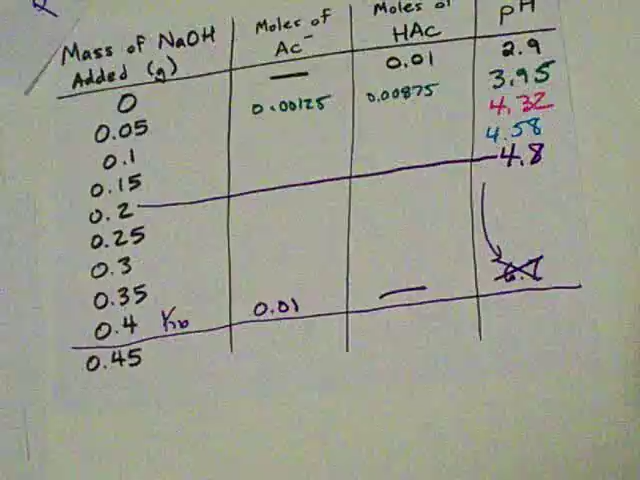 Mass of NaOH Added (g) | Moles of Ac⁻ | Moles of HAc | pH
0 | — | 0.01 | 2.9
0.05 | 0.00125 | 0.00875 | 3.95
0.1 | 4.32
0.15 | 4.58
0.2 | 4.8
0.25
0.3
0.35
0.4 | 0.01 | —
0.45